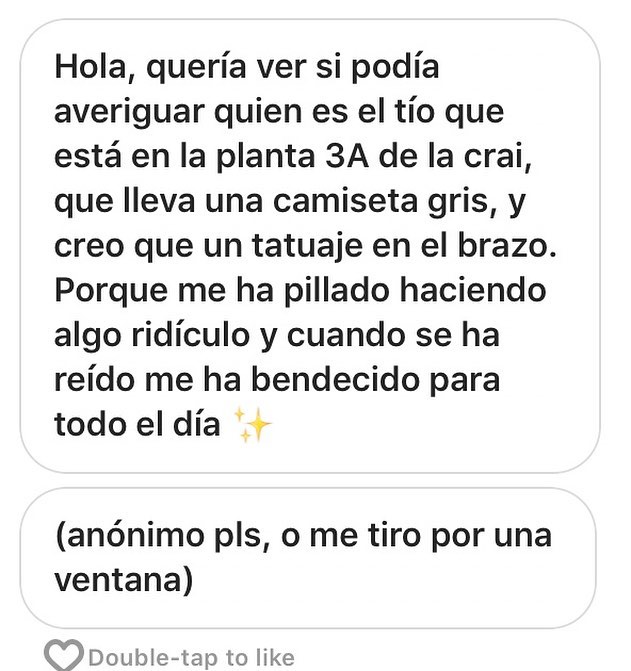 Hola, quería ver si podía
averiguar quien es el tío que
está en la planta 3A de la crai,
que lleva una camiseta gris, y
creo que un tatuaje en el brazo.
Porque me ha pillado haciendo
algo ridículo y cuando se ha
reído me ha bendecido para
todo el día ✨
(anónimo pls, o me tiro por una
ventana)
Double-tap to like